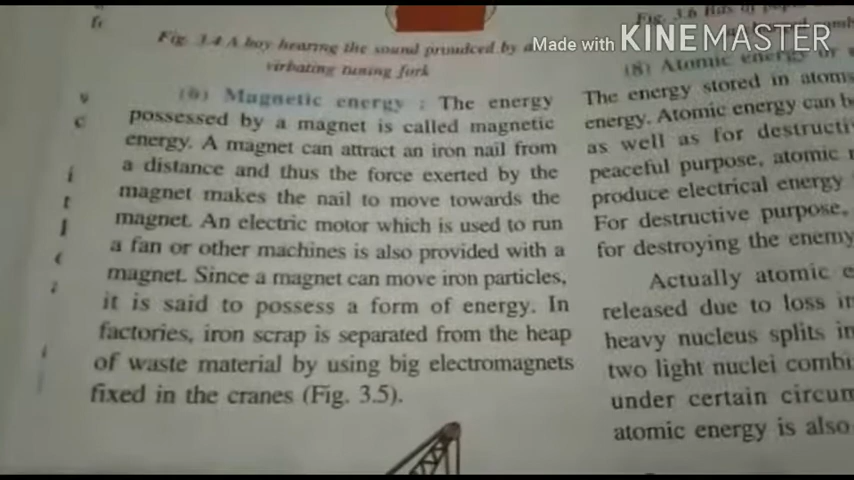 Fig. 3.4 A boy hearing the sound proudced by a
virbating tuning fork
(6) Magnetic energy : The energy
possessed by a magnet is called magnetic
energy. A magnet can attract an iron nail from
a distance and thus the force exerted by the
magnet makes the nail to move towards the
magnet. An electric motor which is used to run
a fan or other machines is also provided with a
magnet. Since a magnet can move iron particles,
it is said to possess a form of energy. In
factories, iron scrap is separated from the heap
of waste material by using big electromagnets
fixed in the cranes (Fig. 3.5).
Made with KINEMASTER
Fig. 3.6
(8) Atomic energy or
The energy stored in atoms
energy. Atomic energy can b
as well as for destructi
peaceful purpose, atomic
produce electrical energy
For destructive purpose,
for destroying the enemy
Actually atomic e
released due to loss in
heavy nucleus splits in
two light nuclei combi
under certain circum
atomic energy is also